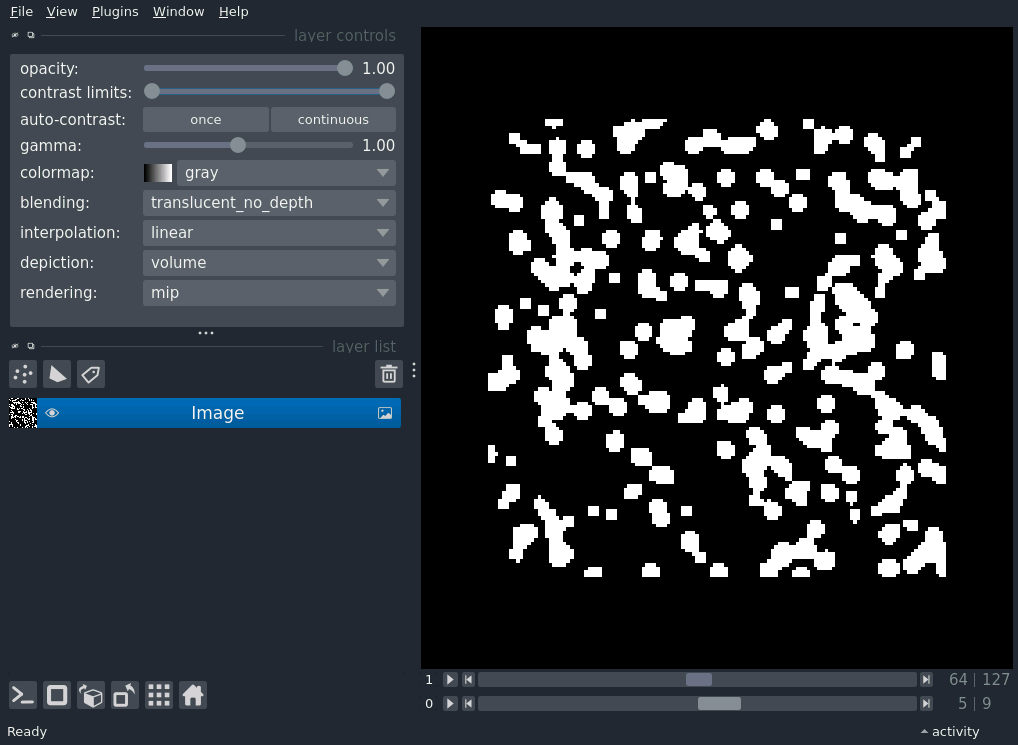 File View Plugins Window Help
layer controls
opacity: 1.00
contrast limits:
auto-contrast: once continuous
gamma: 1.00
colormap: gray
blending: translucent_no_depth
interpolation: linear
depiction: volume
rendering: mip
layer list
Image
1 64 | 127
0 5 | 9
Ready activity